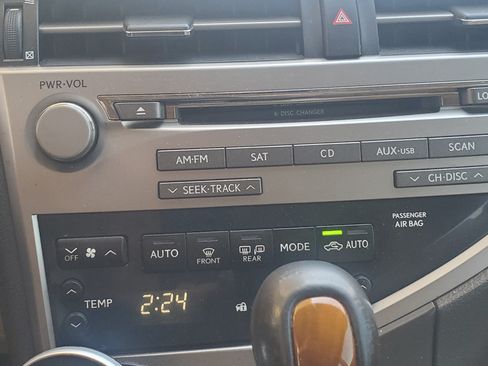 PWR·VOL
6 DISC CHANGER
LO
AM·FM SAT CD AUX·USB SCAN
SEEK·TRACK
CH·DISC
PASSENGER
AIR BAG
OFF
AUTO FRONT REAR MODE AUTO
TEMP 2:24